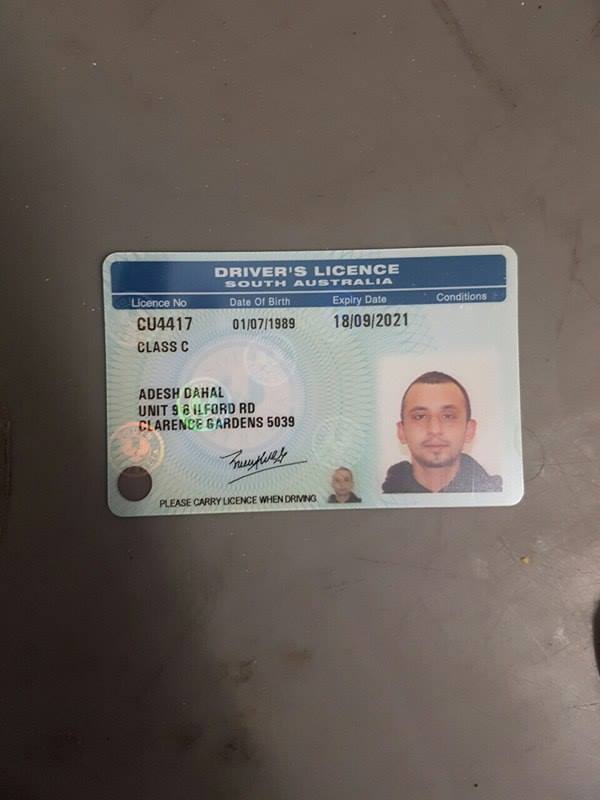 DRIVER'S LICENCE
SOUTH AUSTRALIA
Licence No Date Of Birth Expiry Date Conditions
CU4417 01/07/1989 18/09/2021
CLASS C
ADESH DAHAL
UNIT 9 6 ILFORD RD
CLARENCE GARDENS 5039
PLEASE CARRY LICENCE WHEN DRIVING